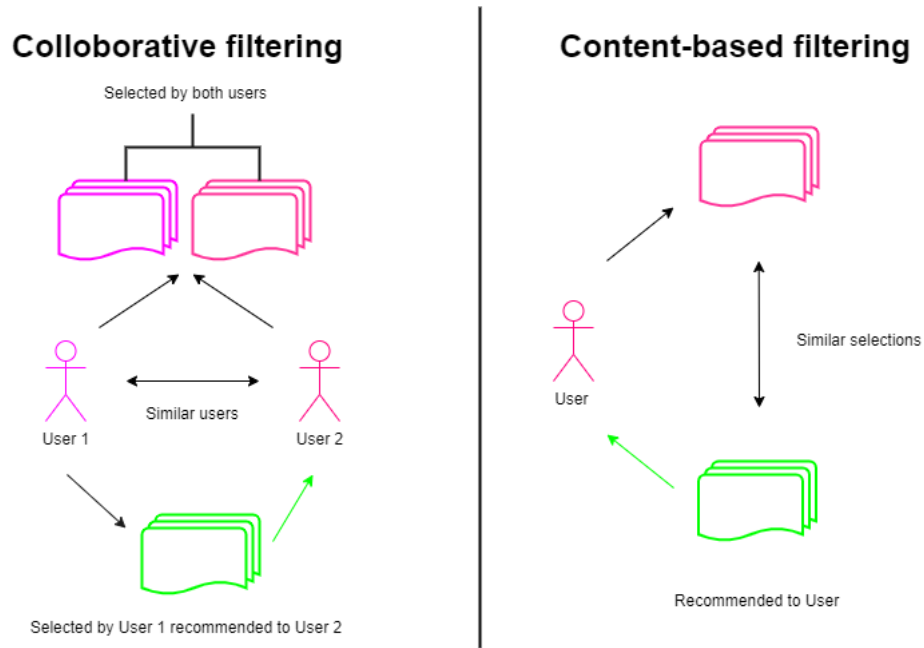 Colloborative filtering
Selected by both users
Similar users
User 1
User 2
Selected by User 1 recommended to User 2
Content-based filtering
Similar selections
User
Recommended to User